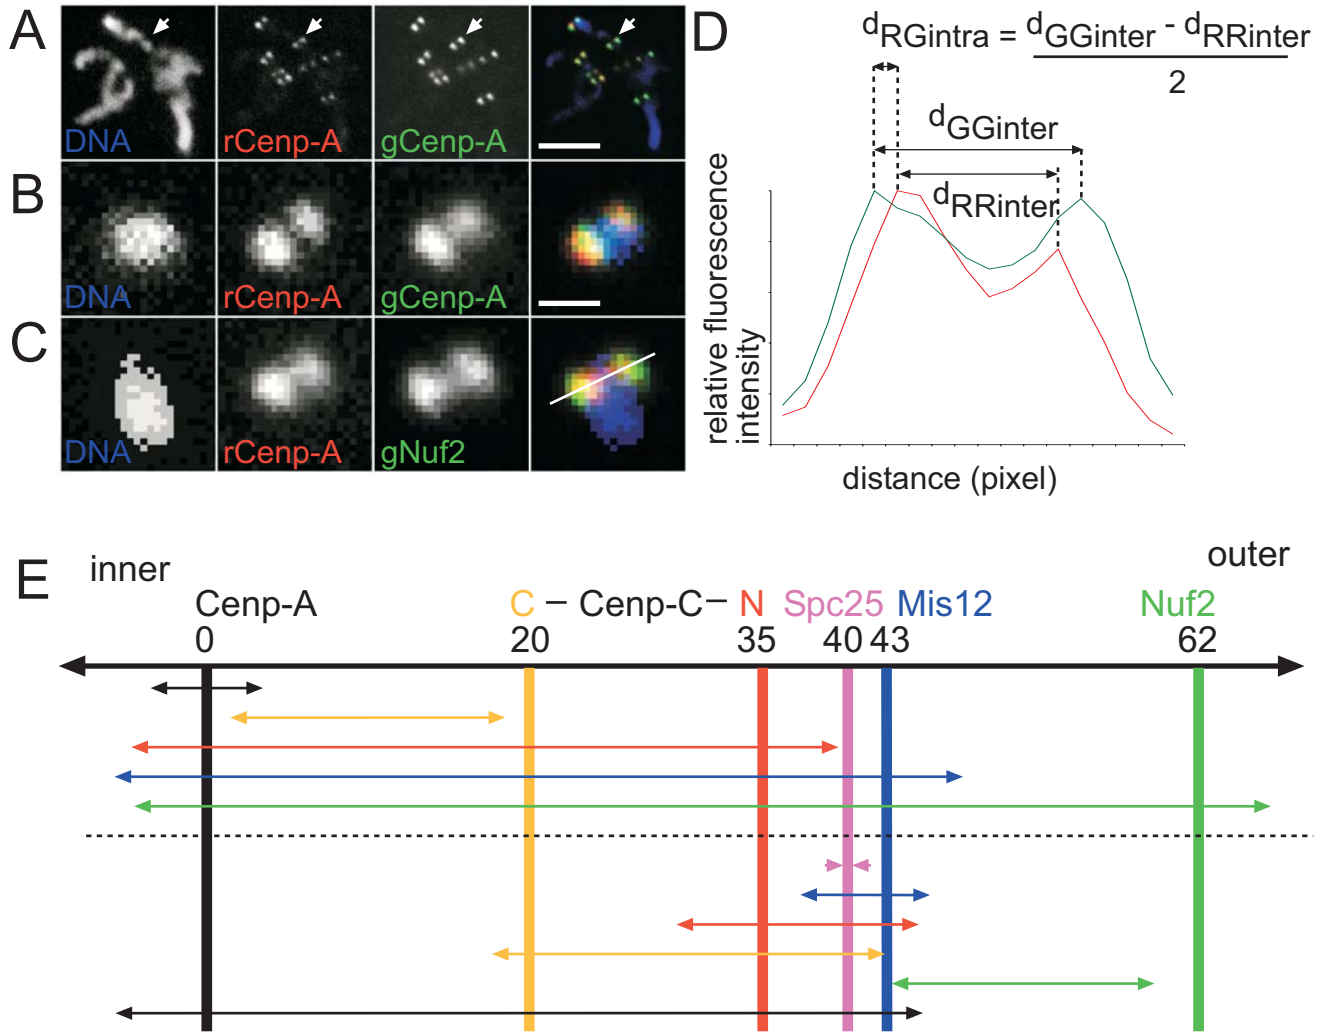 A
DNA
rCenp-A
gCenp-A
B
DNA
rCenp-A
gCenp-A
C
DNA
rCenp-A
gNuf2
D
dRGintra = dGGinter - dRRinter
2
dGGinter
dRRinter
relative fluorescence
intensity
distance (pixel)
E
inner
outer
Cenp-A
C – Cenp-C – N
Spc25
Mis12
Nuf2
0
20
35
40
43
62